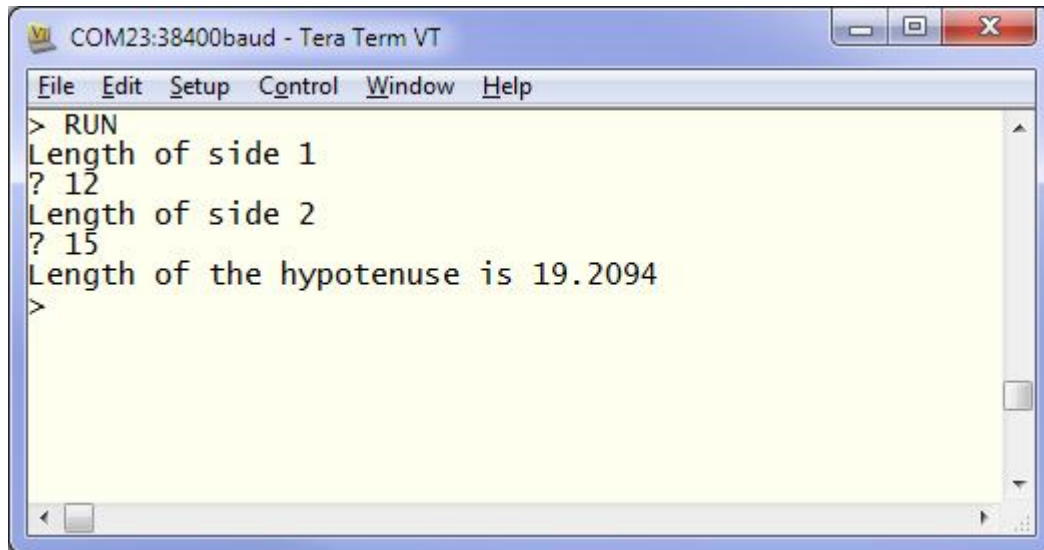 COM23:38400baud - Tera Term VT
File Edit Setup Control Window Help
> RUN
Length of side 1
? 12
Length of side 2
? 15
Length of the hypotenuse is 19.2094
>